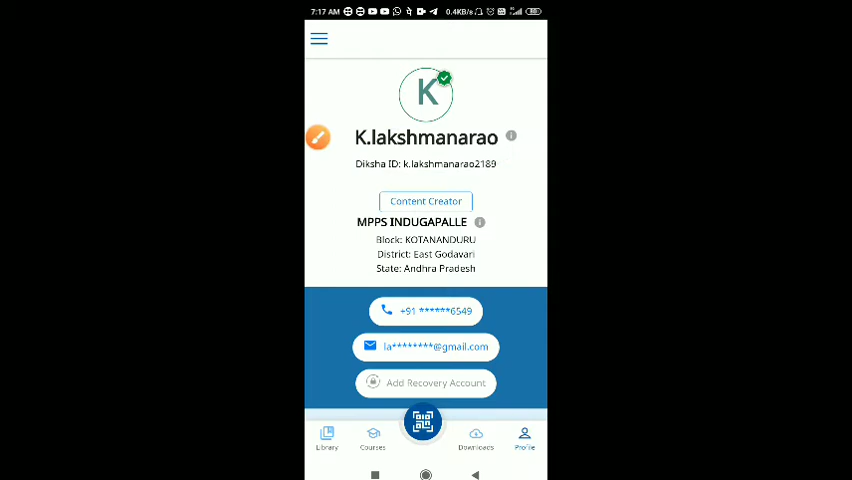 7:17 AM 0.4KB/s
K
K.lakshmanarao
Diksha ID: k.lakshmanarao2189
Content Creator
MPPS INDUGAPALLE
Block: KOTANANDURU
District: East Godavari
State: Andhra Pradesh
+91 ******6549
la********@gmail.com
Add Recovery Account
Library Courses Downloads Profile